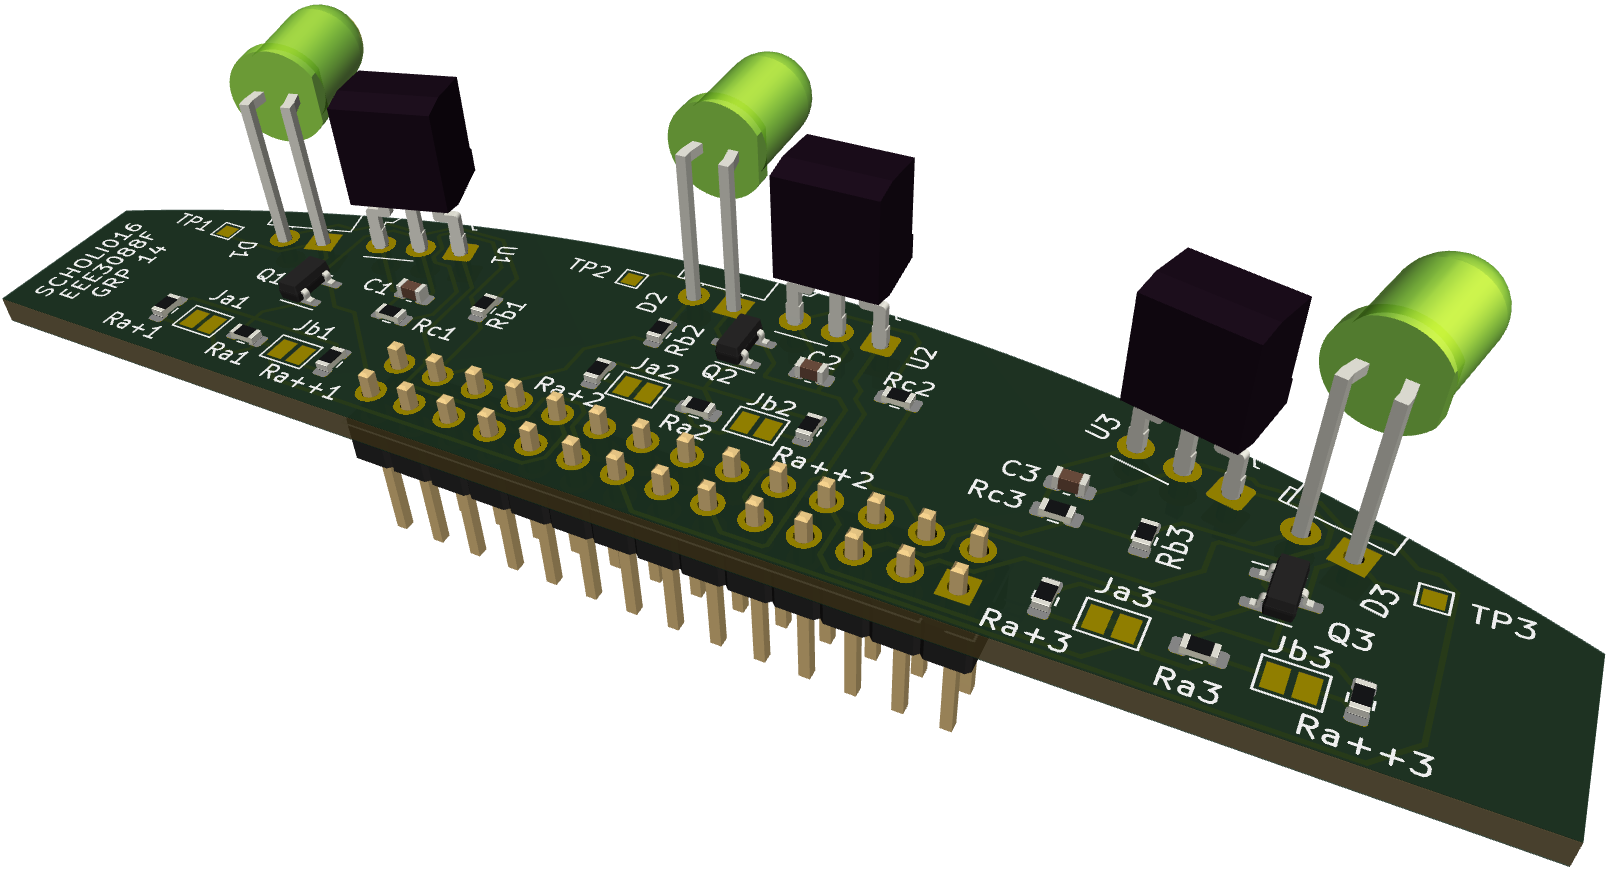 SCHOLIO16
EEE3088F
GRP 14
TP1
D1
U1
Q1
C1
Rb1
Rc1
Ra+1
Ja1
Ra1
Jb1
Ra++1
TP2
D2
U2
Rb2
Q2
C2
Rc2
Ja2
Ra+2
Jb2
Ra2
Ra++2
U3
C3
Rc3
Rb3
D3
TP3
Q3
Ja3
Ra+3
Jb3
Ra3
Ra++3